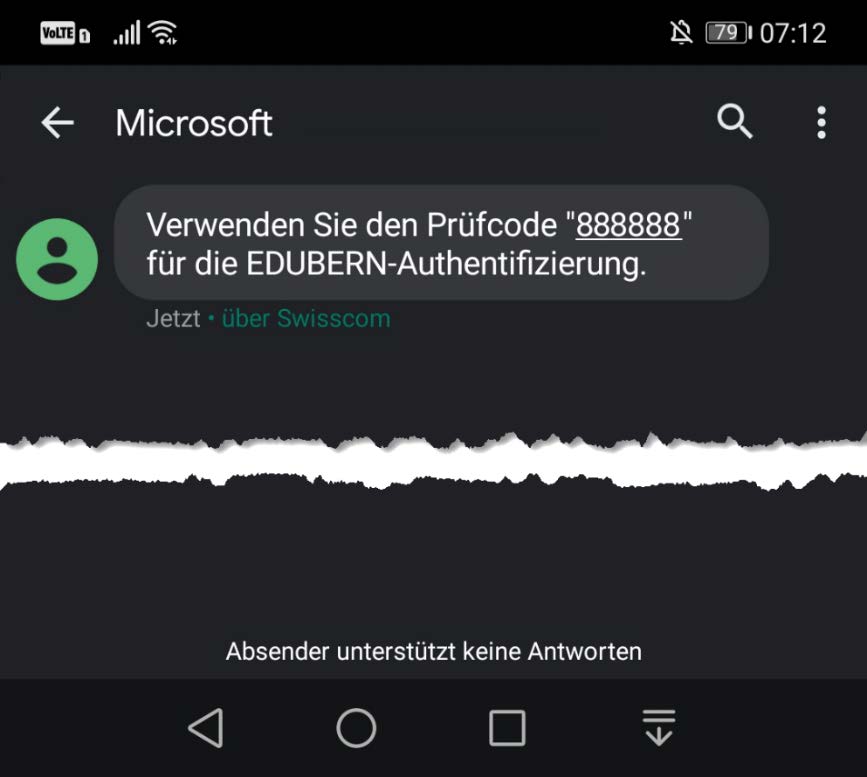 VoLTE 1 79 07:12
Microsoft
Verwenden Sie den Prüfcode "888888"
für die EDUBERN-Authentifizierung.
Jetzt • über Swisscom
Absender unterstützt keine Antworten